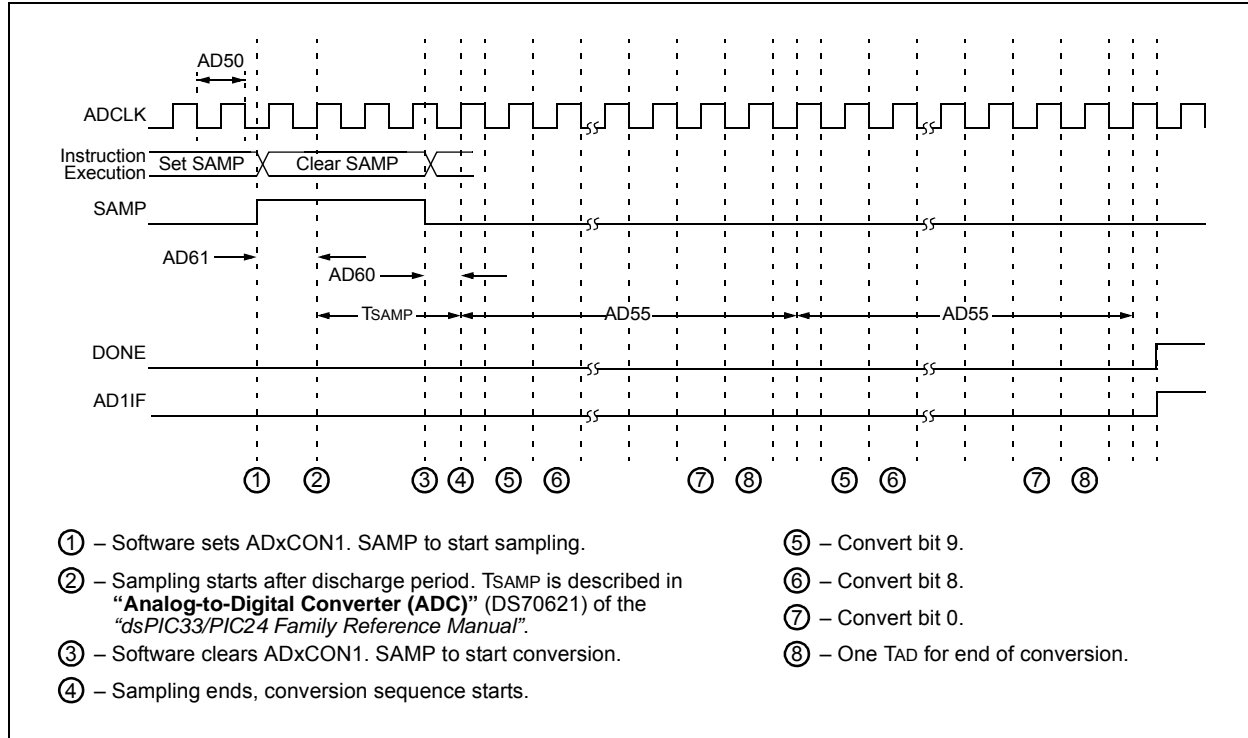 AD50
ADCLK
Instruction
Execution
Set SAMP
Clear SAMP
SAMP
AD61
AD60
TSAMP
AD55
AD55
DONE
AD1IF
1 2 3 4 5 6 7 8 5 6 7 8
1 – Software sets ADxCON1. SAMP to start sampling.
2 – Sampling starts after discharge period. TSAMP is described in
“Analog-to-Digital Converter (ADC)” (DS70621) of the
“dsPIC33/PIC24 Family Reference Manual”.
3 – Software clears ADxCON1. SAMP to start conversion.
4 – Sampling ends, conversion sequence starts.
5 – Convert bit 9.
6 – Convert bit 8.
7 – Convert bit 0.
8 – One TAD for end of conversion.